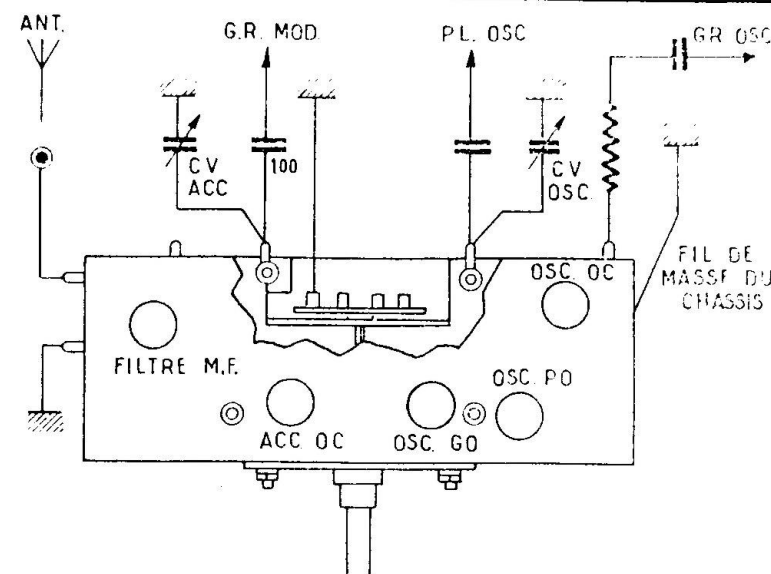 ANT.
G.R. MOD.
P.L. OSC
GR OSC
CV
ACC
100
CV
OSC.
FIL DE
MASSE DU
CHASSIS
OSC. OC
FILTRE M.F.
OSC. PO
ACC. OC
OSC. GO